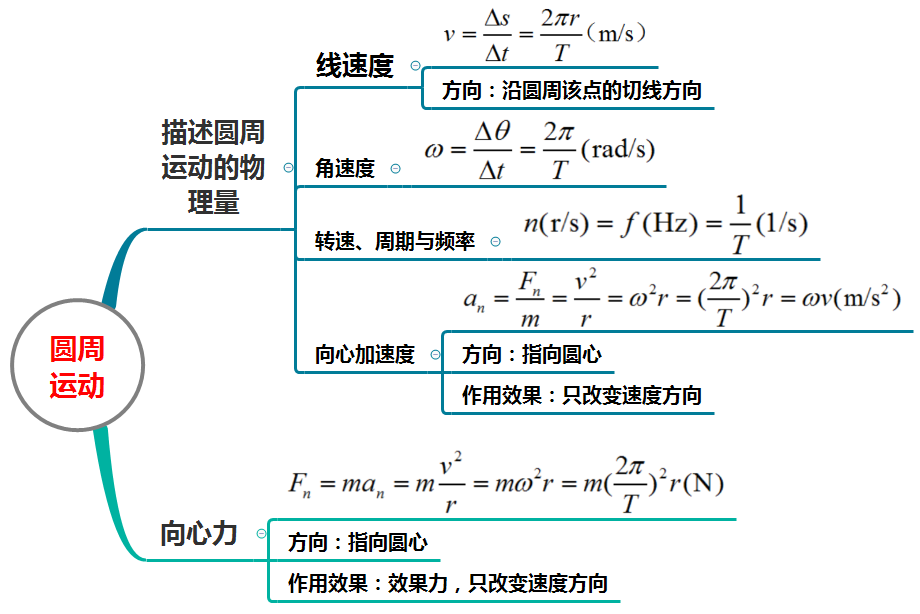 圆周
运动
描述圆周
运动的物
理量
线速度
v = Δs/Δt = 2πr/T (m/s)
方向：沿圆周该点的切线方向
角速度
ω = Δθ/Δt = 2π/T (rad/s)
转速、周期与频率
n(r/s) = f(Hz) = 1/T (1/s)
向心加速度
aₙ = Fₙ/m = v²/r = ω²r = (2π/T)²r = ωv(m/s²)
方向：指向圆心
作用效果：只改变速度方向
向心力
Fₙ = maₙ = m v²/r = mω²r = m(2π/T)²r(N)
方向：指向圆心
作用效果：效果力，只改变速度方向